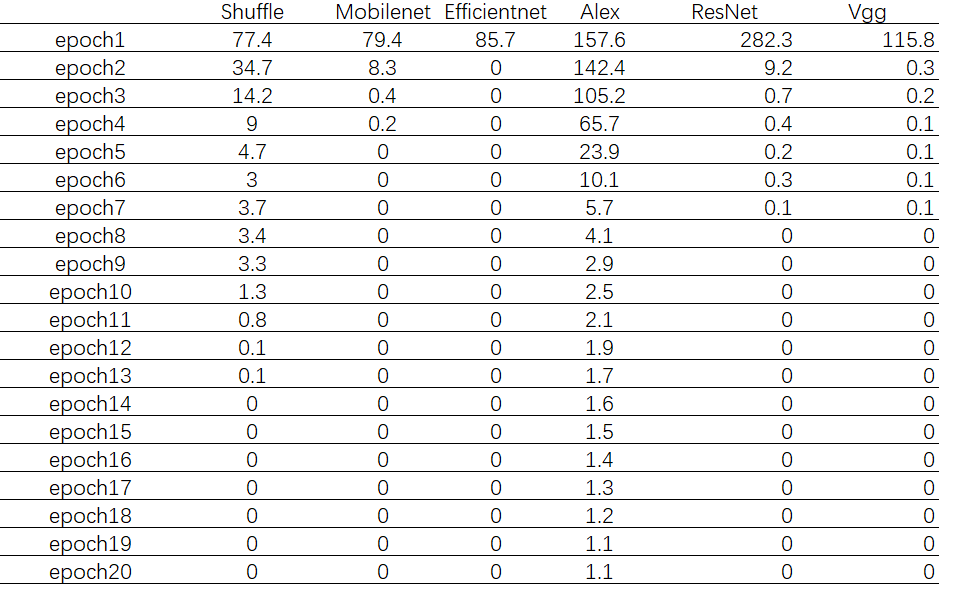 Shuffle Mobilenet Efficientnet Alex ResNet Vgg
epoch1 77.4 79.4 85.7 157.6 282.3 115.8
epoch2 34.7 8.3 0 142.4 9.2 0.3
epoch3 14.2 0.4 0 105.2 0.7 0.2
epoch4 9 0.2 0 65.7 0.4 0.1
epoch5 4.7 0 0 23.9 0.2 0.1
epoch6 3 0 0 10.1 0.3 0.1
epoch7 3.7 0 0 5.7 0.1 0.1
epoch8 3.4 0 0 4.1 0 0
epoch9 3.3 0 0 2.9 0 0
epoch10 1.3 0 0 2.5 0 0
epoch11 0.8 0 0 2.1 0 0
epoch12 0.1 0 0 1.9 0 0
epoch13 0.1 0 0 1.7 0 0
epoch14 0 0 0 1.6 0 0
epoch15 0 0 0 1.5 0 0
epoch16 0 0 0 1.4 0 0
epoch17 0 0 0 1.3 0 0
epoch18 0 0 0 1.2 0 0
epoch19 0 0 0 1.1 0 0
epoch20 0 0 0 1.1 0 0